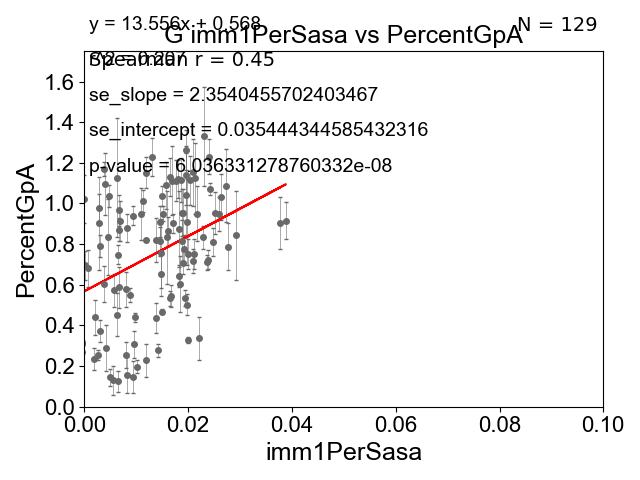 y = 13.556x + 0.568
N = 129
G imm1PerSasa vs PercentGpA
= 0.207
Spearman r = 0.45
se_slope = 2.3540455702403467
se_intercept = 0.035444344585432316
p-value = 6.036331278760332e-08
PercentGpA
1.6
1.4
1.2
1.0
0.8
0.6
0.4
0.2
0.0
0.00 0.02 0.04 0.06 0.08 0.10
imm1PerSasa